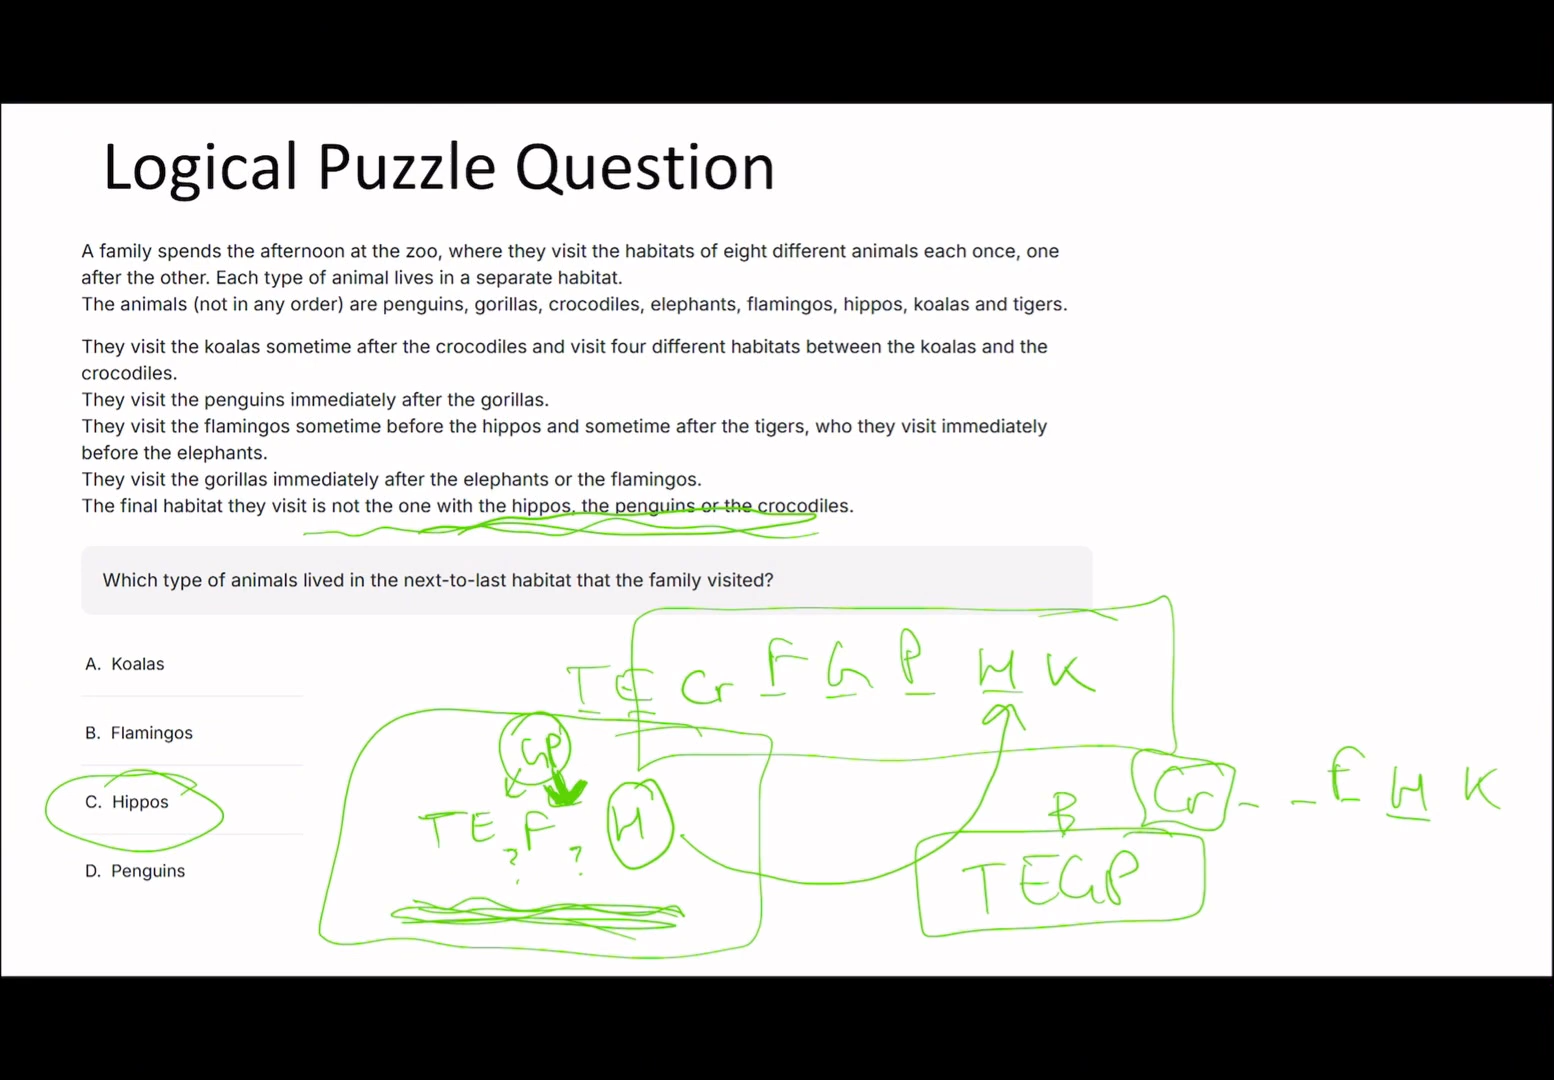 Logical Puzzle Question
A family spends the afternoon at the zoo, where they visit the habitats of eight different animals each once, one
after the other. Each type of animal lives in a separate habitat.
The animals (not in any order) are penguins, gorillas, crocodiles, elephants, flamingos, hippos, koalas and tigers.
They visit the koalas sometime after the crocodiles and visit four different habitats between the koalas and the
crocodiles.
They visit the penguins immediately after the gorillas.
They visit the flamingos sometime before the hippos and sometime after the tigers, who they visit immediately
before the elephants.
They visit the gorillas immediately after the elephants or the flamingos.
The final habitat they visit is not the one with the hippos, the penguins or the crocodiles.
Which type of animals lived in the next-to-last habitat that the family visited?
A. Koalas
B. Flamingos
C. Hippos
D. Penguins
T E Cr F G P H K
GP
T E F H
? ?
Cr _ _ F H K
B
TEGP